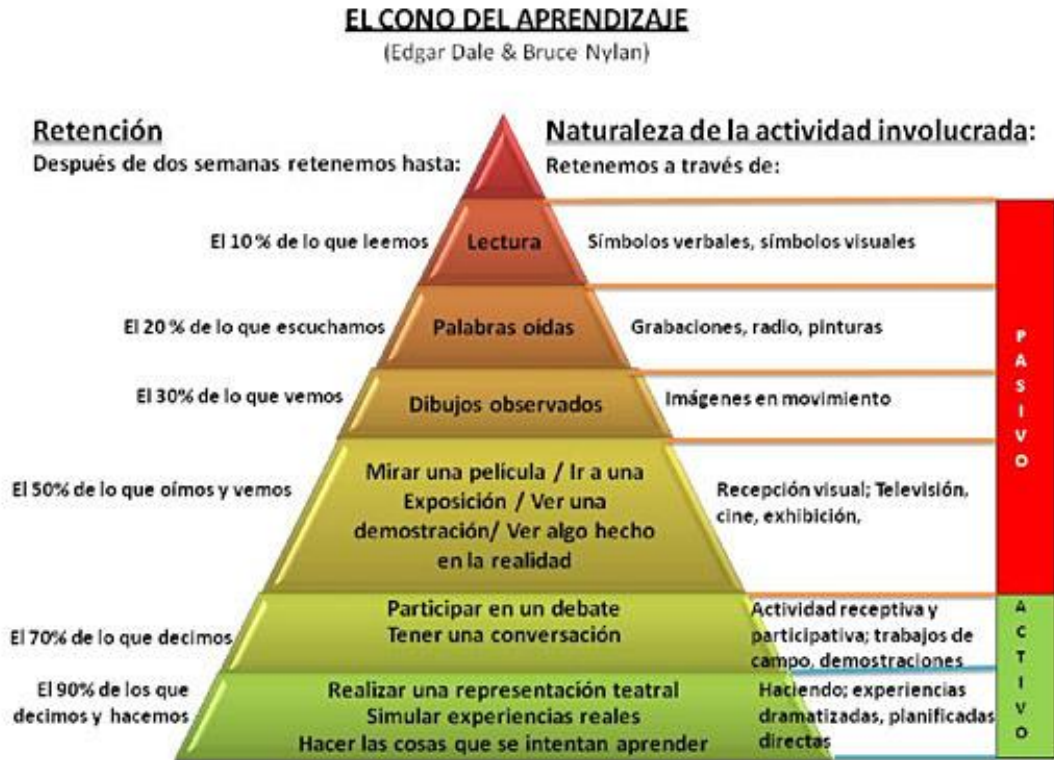 EL CONO DEL APRENDIZAJE
(Edgar Dale & Bruce Nylan)
Retención
Después de dos semanas retenemos hasta:
Naturaleza de la actividad involucrada:
Retenemos a través de:
El 10 % de lo que leemos
Lectura
Símbolos verbales, símbolos visuales
El 20 % de lo que escuchamos
Palabras oídas
Grabaciones, radio, pinturas
El 30% de lo que vemos
Dibujos observados
Imágenes en movimiento
El 50% de lo que oímos y vemos
Mirar una película / Ir a una
Exposición / Ver una
demostración/ Ver algo hecho
en la realidad
Recepción visual; Televisión,
cine, exhibición,
PASIVO
El 70% de lo que decimos
Participar en un debate
Tener una conversación
Actividad receptiva y
participativa; trabajos de
campo, demostraciones
El 90% de los que
decimos y hacemos
Realizar una representación teatral
Simular experiencias reales
Hacer las cosas que se intentan aprender
Haciendo; experiencias
dramatizadas, planificadas
directas
ACTIVO